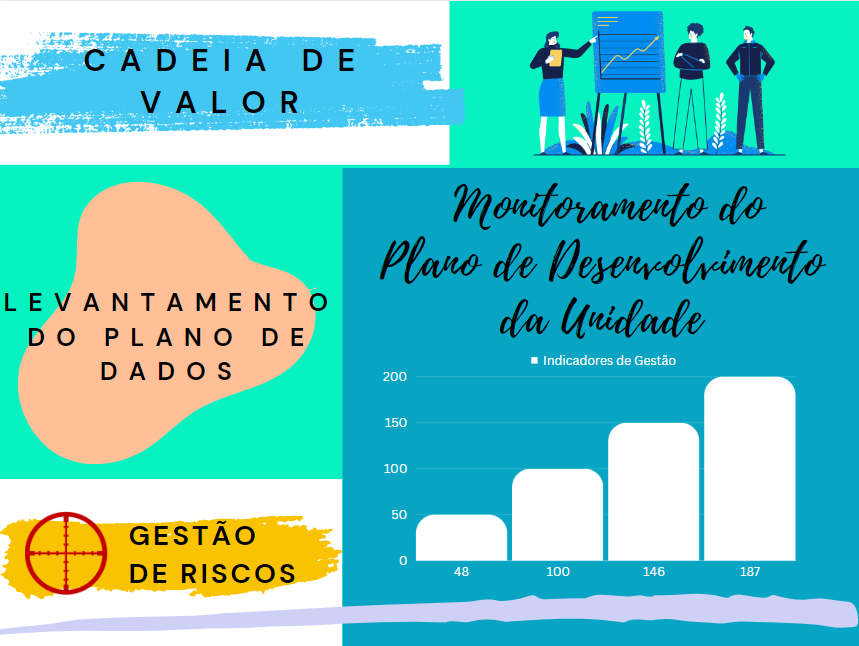 CADEIA DE
VALOR
LEVANTAMENTO
DO PLANO DE
DADOS
Monitoramento do
Plano de Desenvolvimento
da Unidade
Indicadores de Gestão
200
150
100
50
0
48 100 146 187
GESTÃO
DE RISCOS